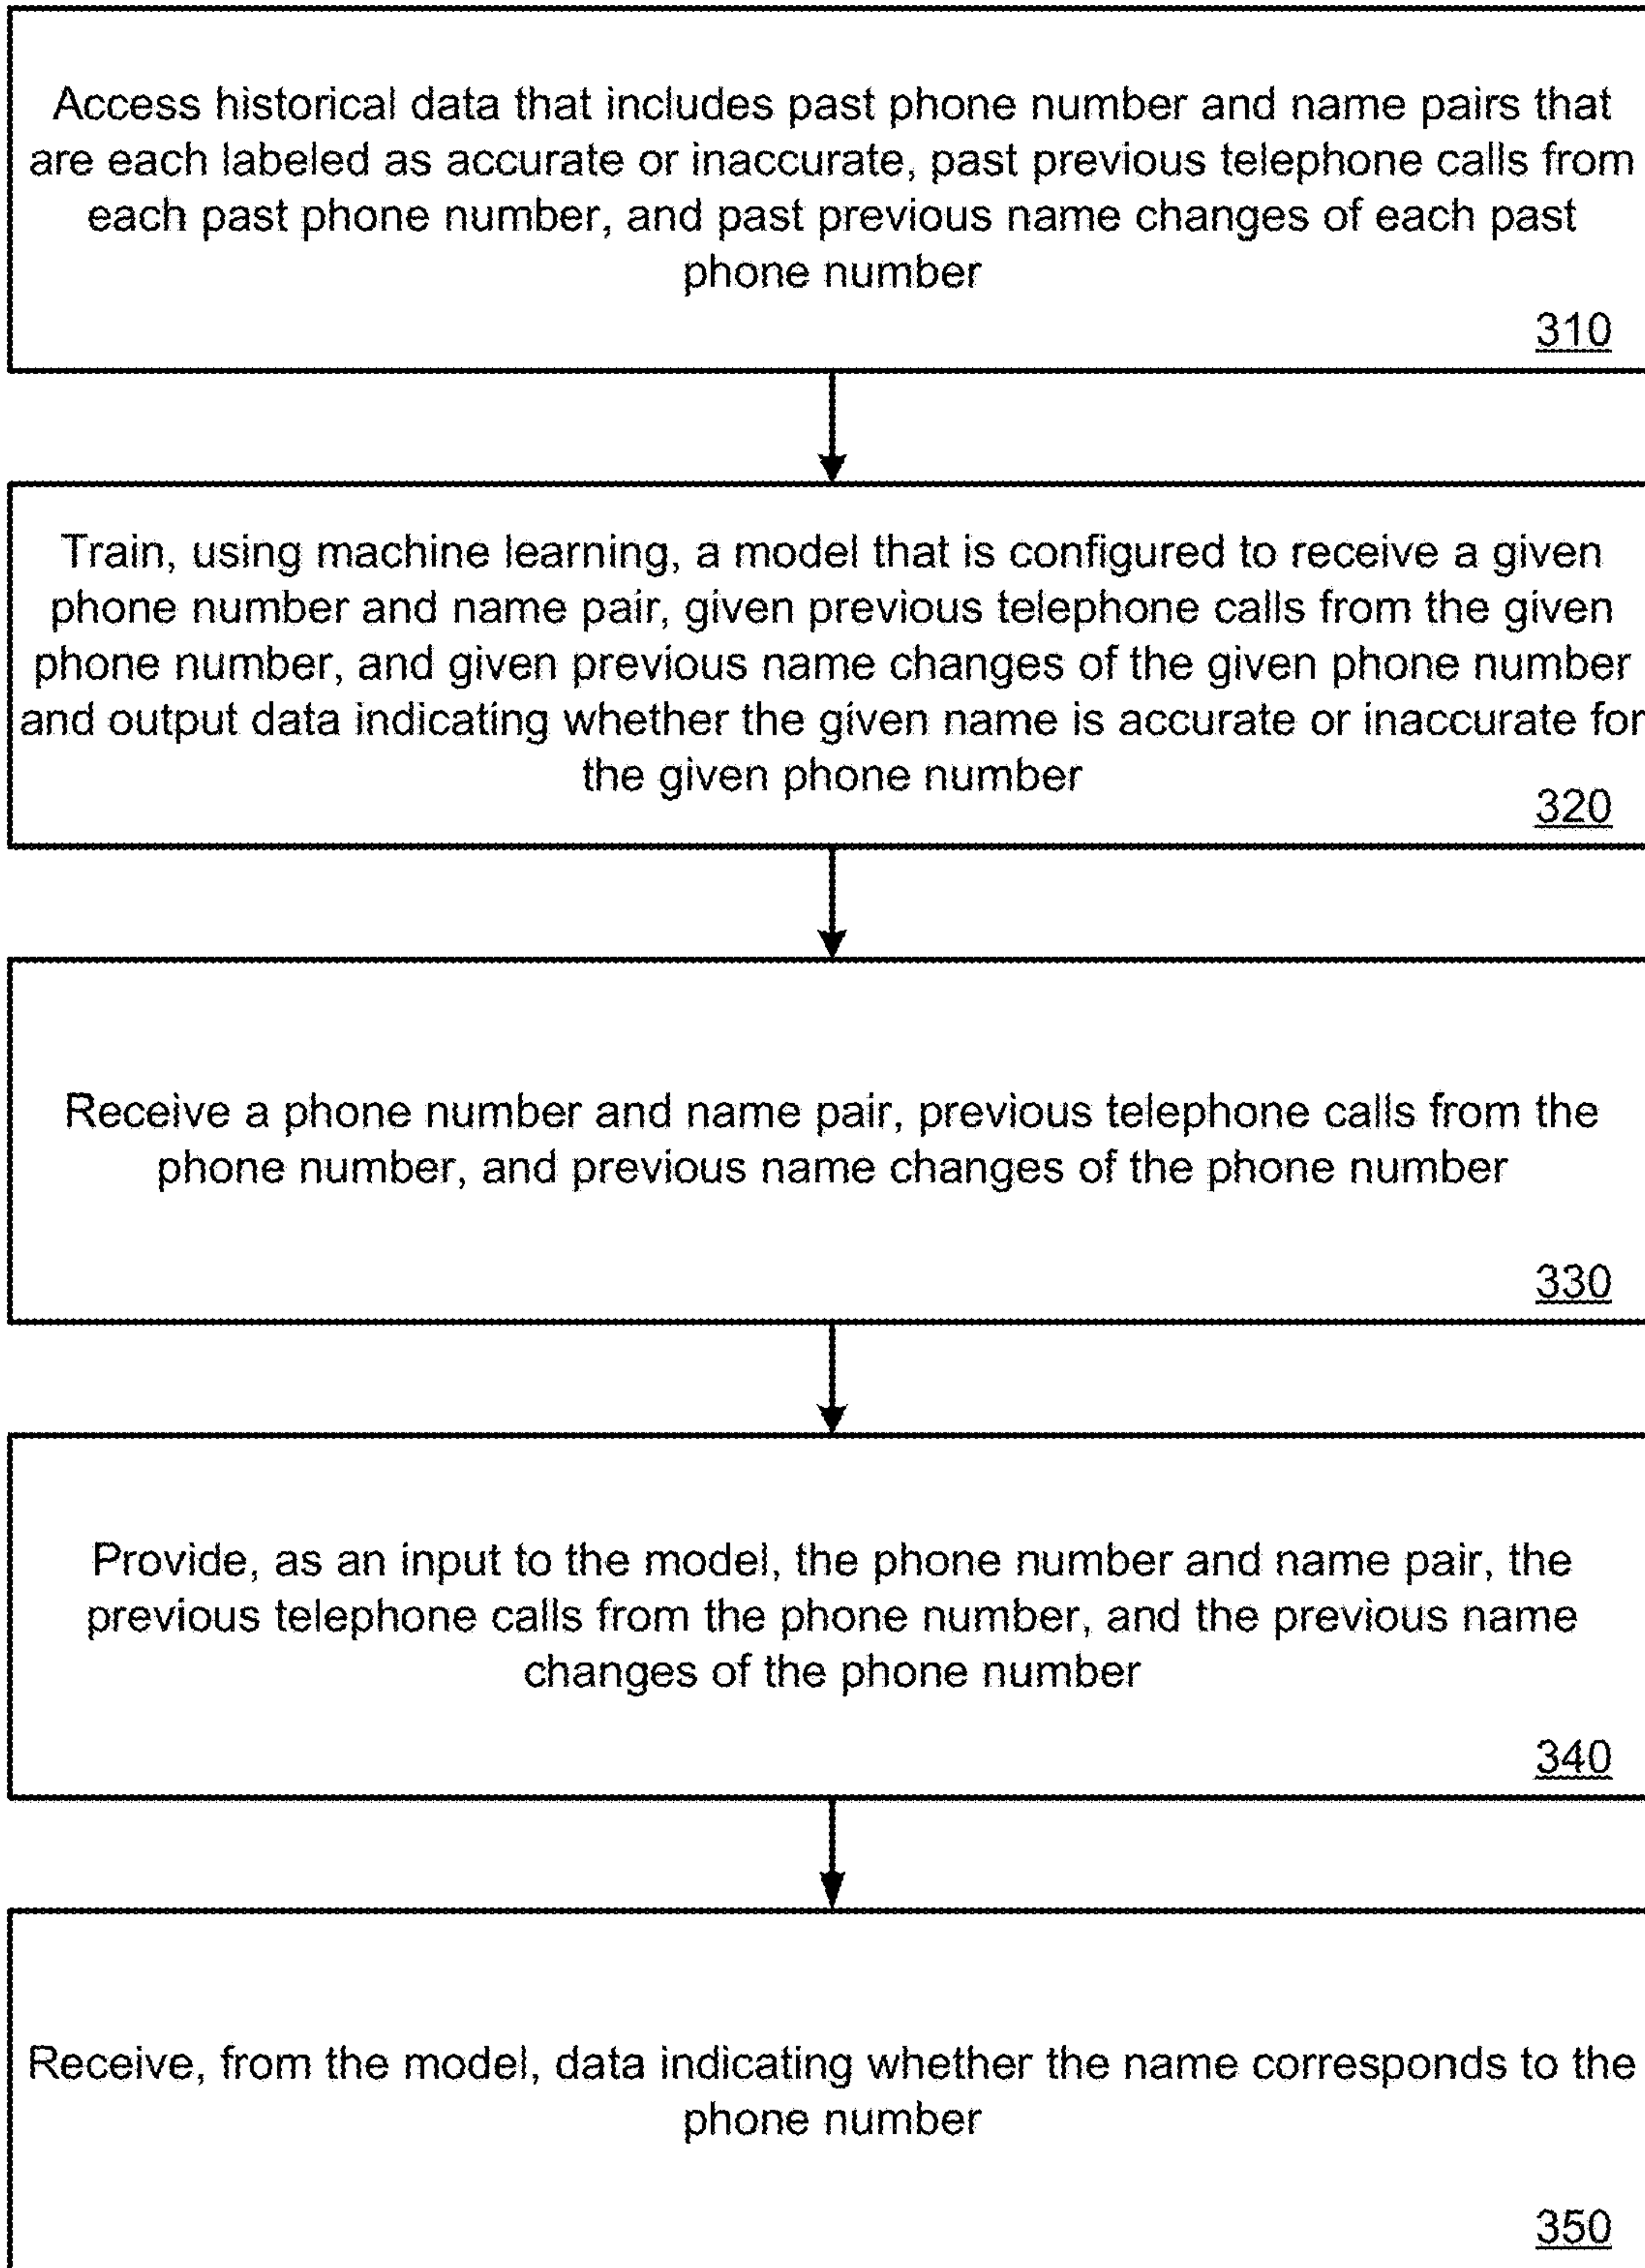 Access historical data that includes past phone number and name pairs that
are each labeled as accurate or inaccurate, past previous telephone calls from
each past phone number, and past previous name changes of each past
phone number
310
Train, using machine learning, a model that is configured to receive a given
phone number and name pair, given previous telephone calls from the given
phone number, and given previous name changes of the given phone number
and output data indicating whether the given name is accurate or inaccurate for
the given phone number
320
Receive a phone number and name pair, previous telephone calls from the
phone number, and previous name changes of the phone number
330
Provide, as an input to the model, the phone number and name pair, the
previous telephone calls from the phone number, and the previous name
changes of the phone number
340
Receive, from the model, data indicating whether the name corresponds to the
phone number
350